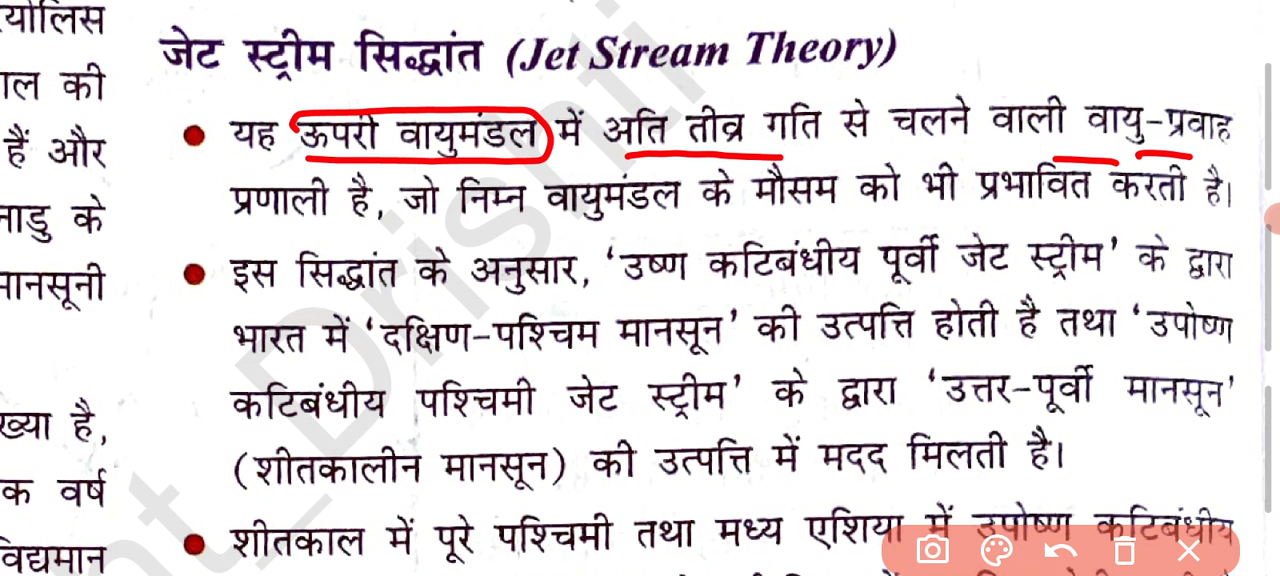 जेट स्ट्रीम सिद्धांत (Jet Stream Theory)
यह ऊपरी वायुमंडल में अति तीव्र गति से चलने वाली वायु-प्रवाह
प्रणाली है, जो निम्न वायुमंडल के मौसम को भी प्रभावित करती है।
इस सिद्धांत के अनुसार, ‘उष्ण कटिबंधीय पूर्वी जेट स्ट्रीम’ के द्वारा
भारत में ‘दक्षिण-पश्चिम मानसून’ की उत्पत्ति होती है तथा ‘उपोष्ण
कटिबंधीय पश्चिमी जेट स्ट्रीम’ के द्वारा ‘उत्तर-पूर्वी मानसून’
(शीतकालीन मानसून) की उत्पत्ति में मदद मिलती है।
शीतकाल में पूरे पश्चिमी तथा मध्य एशिया में उपोष्ण कटिबंधीय
की
हैं और
के
मानसूनी
है,
वर्ष
विद्यमान
Drishti